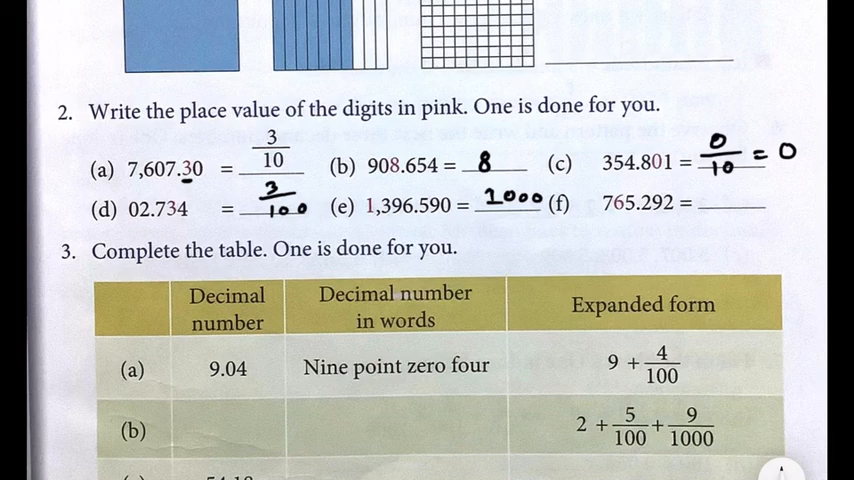 2. Write the place value of the digits in pink. One is done for you.
(a) 7,607.30 = 3/10 (b) 908.654 = 8 (c) 354.801 = 0/10 = 0
(d) 02.734 = 3/100 (e) 1,396.590 = 1000 (f) 765.292 =
3. Complete the table. One is done for you.
Decimal number Decimal number in words Expanded form
(a) 9.04 Nine point zero four 9 + 4/100
(b) 2 + 5/100 + 9/1000